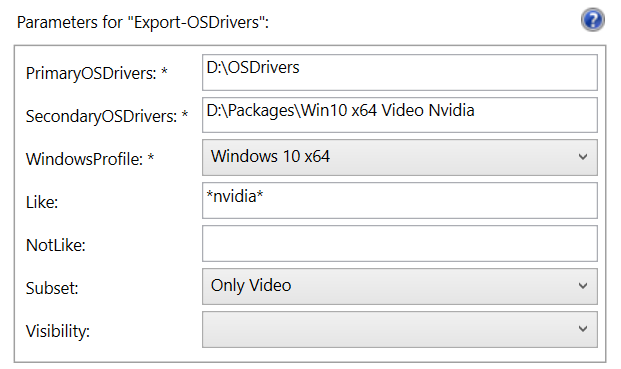 Parameters for "Export-OSDrivers":
?
PrimaryOSDrivers: * D:\OSDrivers
SecondaryOSDrivers: * D:\Packages\Win10 x64 Video Nvidia
WindowsProfile: * Windows 10 x64
Like: *nvidia*
NotLike:
Subset: Only Video
Visibility: